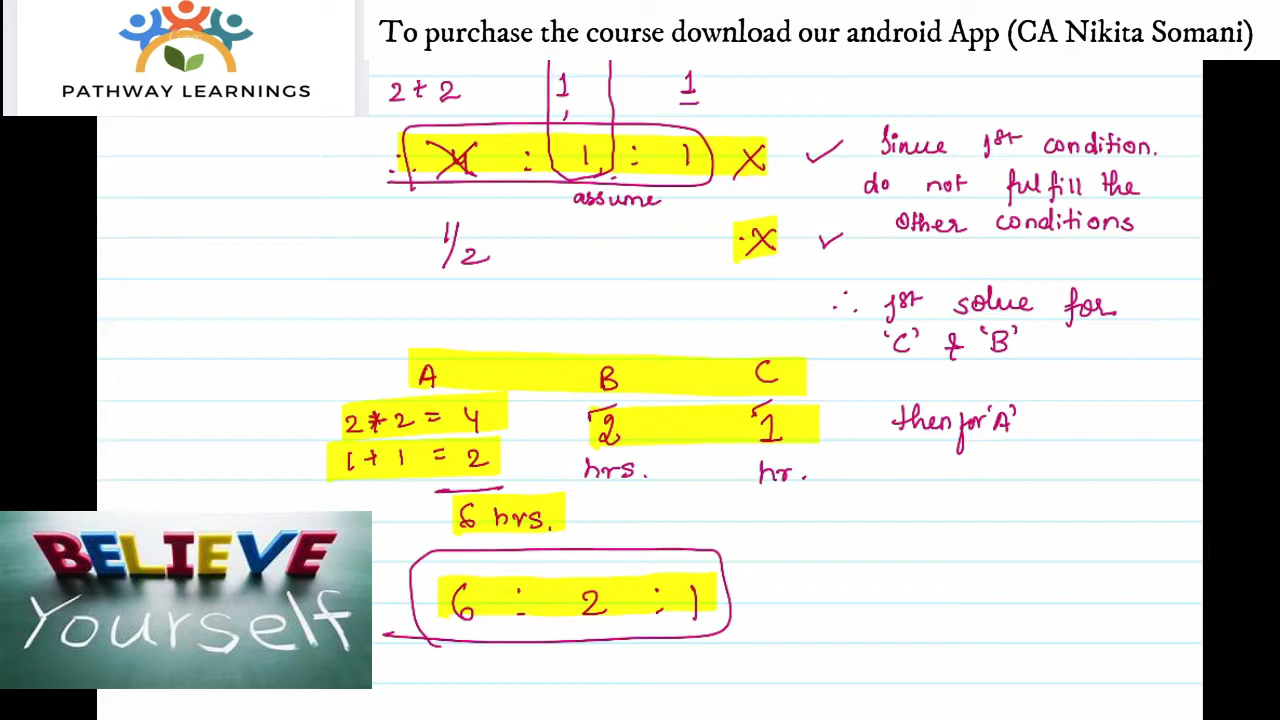 To purchase the course download our android App (CA Nikita Somani)
PATHWAY LEARNINGS
2 + 2 1 1
: 1 : 1 X
assume
1/2 X
Since 1st condition.
do not fulfill the
other conditions
∴ 1st solve for
'C' & 'B'
then for 'A'
A B C
2 * 2 = 4 2 1
1 + 1 = 2 hrs. hr.
6 hrs.
6 : 2 : 1
BELIEVE
Yourself